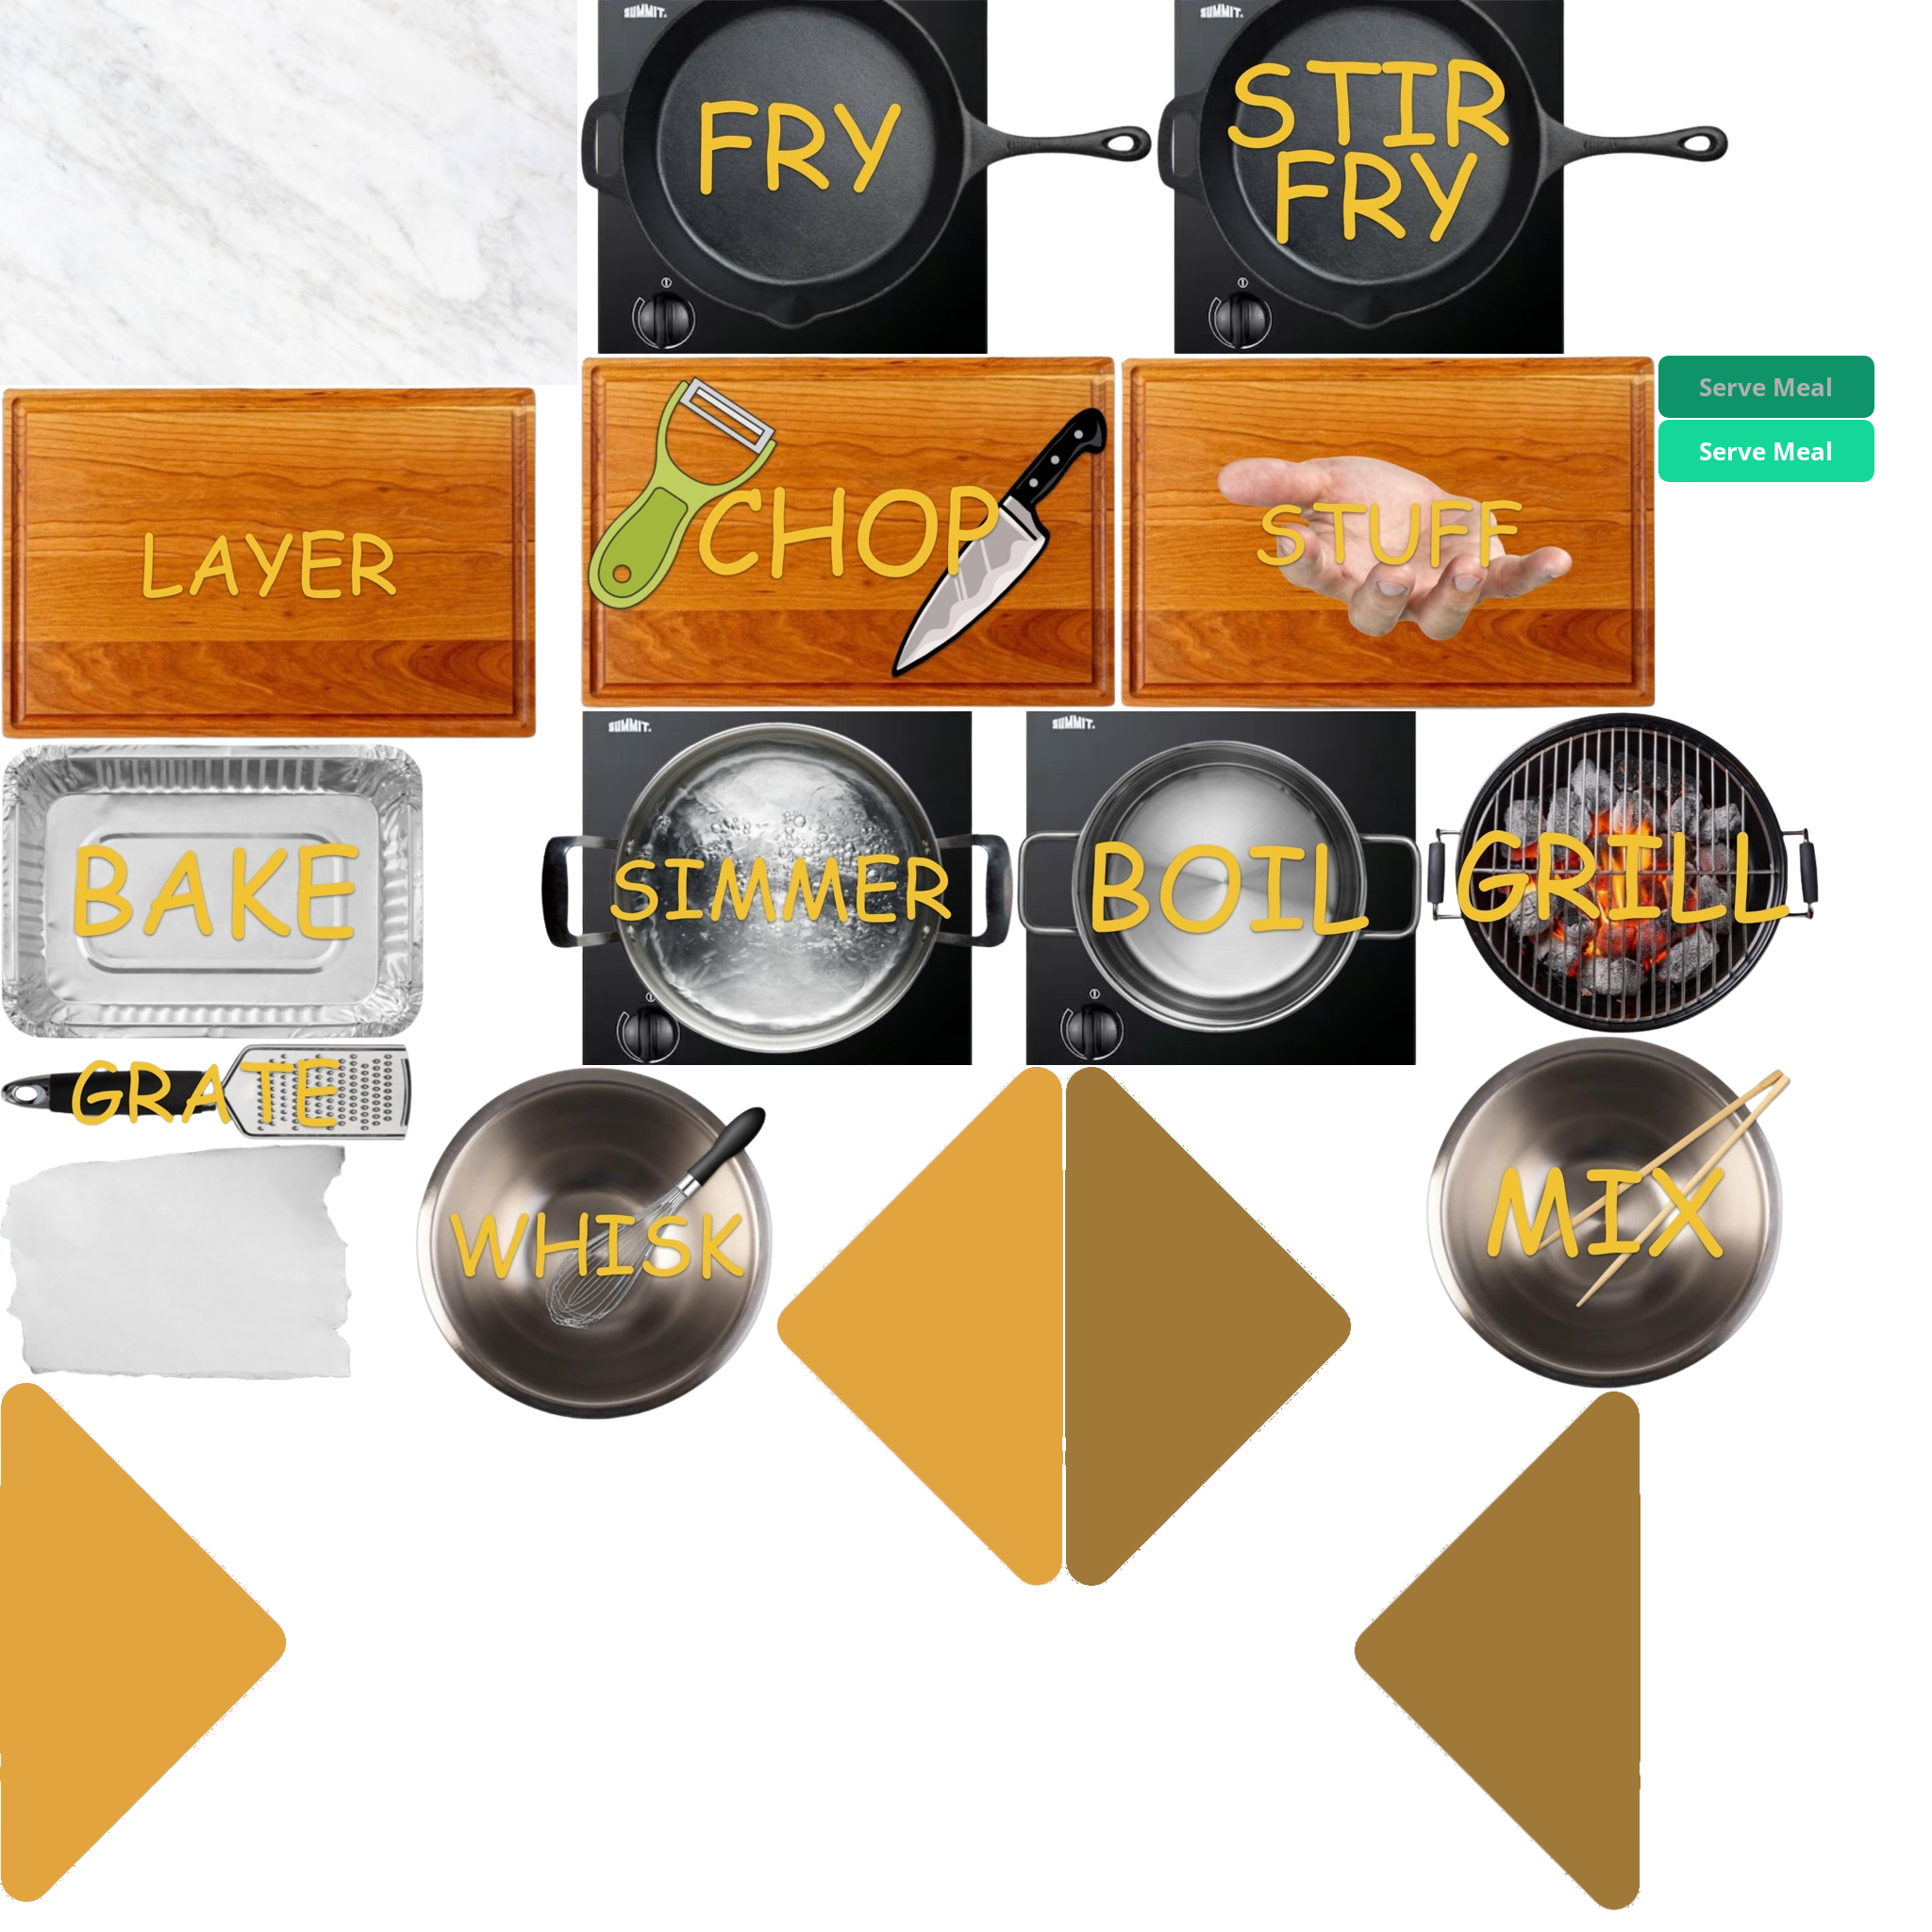 SUMMIT.
FRY
SUMMIT.
STIR
FRY
LAYER
CHOP
STUFF
Serve Meal
Serve Meal
BAKE
SUMMIT.
SIMMER
SUMMIT.
BOIL
GRILL
GRATE
WHISK
MIX